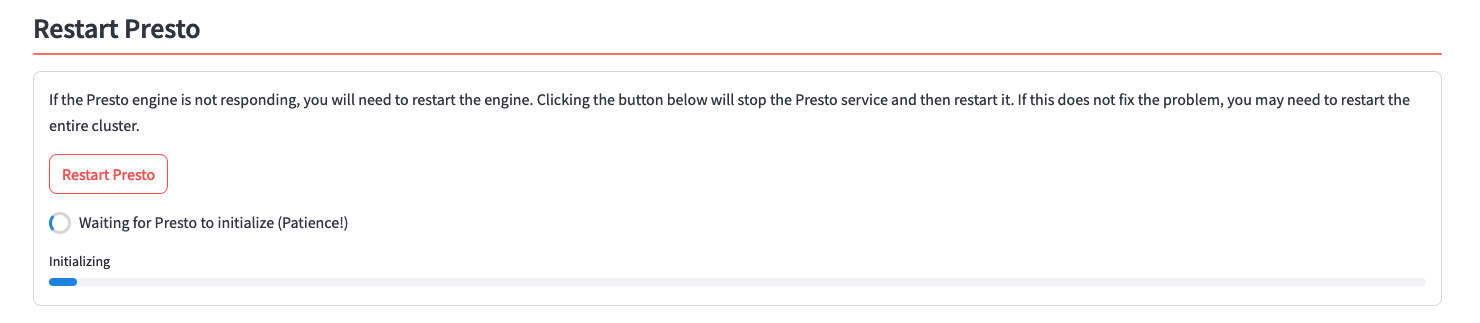 Restart Presto
If the Presto engine is not responding, you will need to restart the engine. Clicking the button below will stop the Presto service and then restart it. If this does not fix the problem, you may need to restart the
entire cluster.
Restart Presto
Waiting for Presto to initialize (Patience!)
Initializing